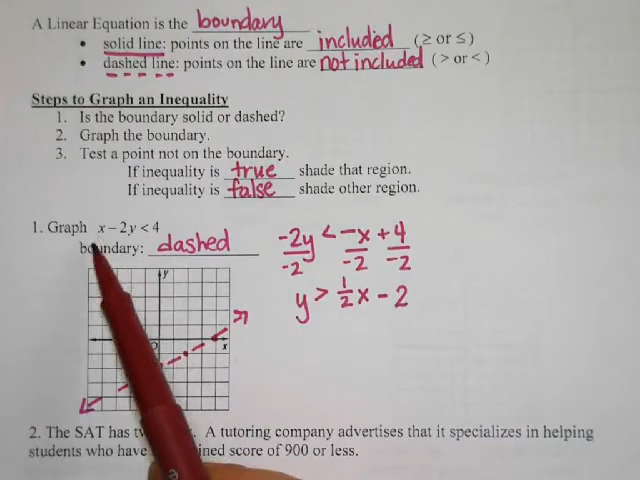 A Linear Equation is the boundary
• solid line: points on the line are included (≥ or ≤)
• dashed line: points on the line are not included (> or <)
Steps to Graph an Inequality
1. Is the boundary solid or dashed?
2. Graph the boundary.
3. Test a point not on the boundary.
If inequality is true shade that region.
If inequality is false shade other region.
1. Graph x – 2y < 4
boundary: dashed
-2y < -x + 4
-2 -2 -2
y > 1/2 x - 2
y
x
2. The SAT has A tutoring company advertises that it specializes in helping
students who have score of 900 or less.